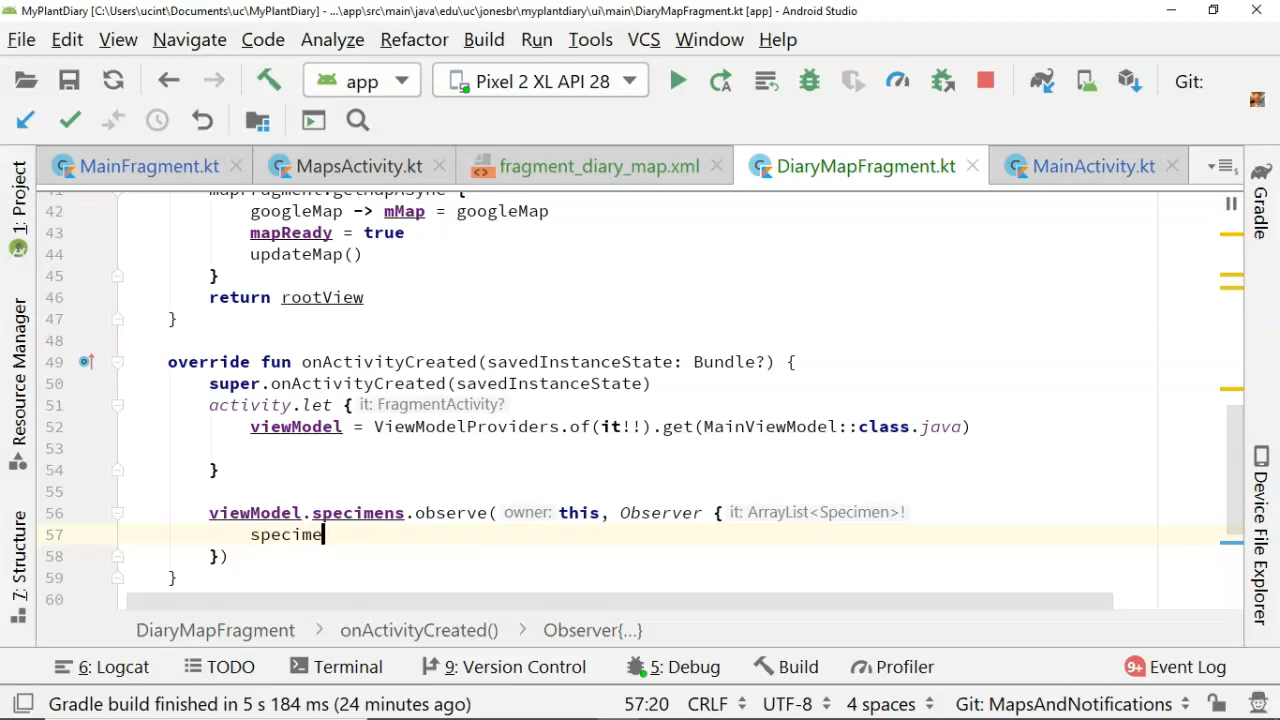 MyPlantDiary [C:\Users\ucint\Documents\uc\MyPlantDiary] - ...\app\src\main\java\edu\uc\jonesbr\myplantdiary\ui\main\DiaryMapFragment.kt [app] - Android Studio
File Edit View Navigate Code Analyze Refactor Build Run Tools VCS Window Help
app Pixel 2 XL API 28 Git:
MainFragment.kt MapsActivity.kt fragment_diary_map.xml DiaryMapFragment.kt MainActivity.kt
1: Project
Resource Manager
7: Structure
41 mapFragment.getMapAsync {
42 googleMap -> mMap = googleMap
43 mapReady = true
44 updateMap()
45 }
46 return rootView
47 }
48
49 override fun onActivityCreated(savedInstanceState: Bundle?) {
50 super.onActivityCreated(savedInstanceState)
51 activity.let { it: FragmentActivity?
52 viewModel = ViewModelProviders.of(it!!).get(MainViewModel::class.java)
53
54 }
55
56 viewModel.specimens.observe( owner: this, Observer { it: ArrayList<Specimen>!
57 specime
58 })
59 }
60
Gradle
Device File Explorer
DiaryMapFragment > onActivityCreated() > Observer{...}
6: Logcat TODO Terminal 9: Version Control 5: Debug Build Profiler 9+ Event Log
Gradle build finished in 5 s 184 ms (24 minutes ago) 57:20 CRLF UTF-8 4 spaces Git: MapsAndNotifications